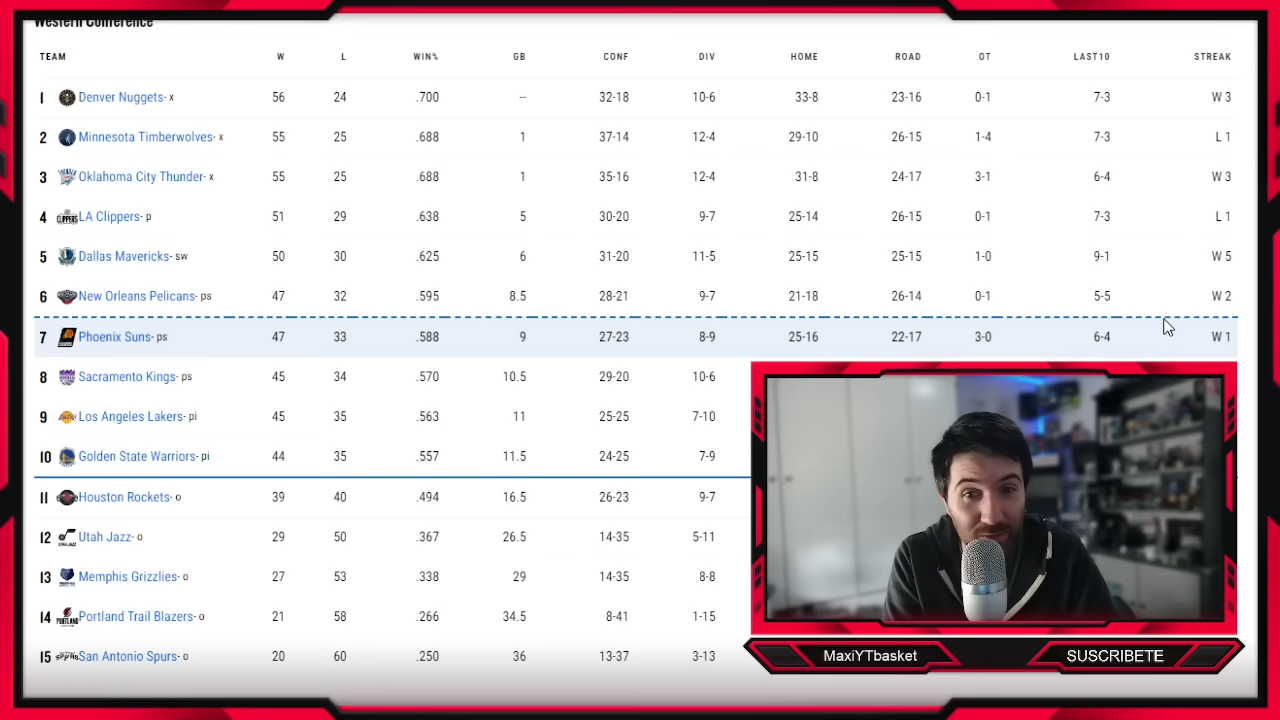 Western Conference
TEAM W L WIN% GB CONF DIV HOME ROAD OT LAST10 STREAK
1 Denver Nuggets- x 56 24 .700 -- 32-18 10-6 33-8 23-16 0-1 7-3 W 3
2 Minnesota Timberwolves- x 55 25 .688 1 37-14 12-4 29-10 26-15 1-4 7-3 L 1
3 Oklahoma City Thunder- x 55 25 .688 1 35-16 12-4 31-8 24-17 3-1 6-4 W 3
4 LA Clippers- p 51 29 .638 5 30-20 9-7 25-14 26-15 0-1 7-3 L 1
5 Dallas Mavericks- sw 50 30 .625 6 31-20 11-5 25-15 25-15 1-0 9-1 W 5
6 New Orleans Pelicans- ps 47 32 .595 8.5 28-21 9-7 21-18 26-14 0-1 5-5 W 2
7 Phoenix Suns- ps 47 33 .588 9 27-23 8-9 25-16 22-17 3-0 6-4 W 1
8 Sacramento Kings- ps 45 34 .570 10.5 29-20 10-6
9 Los Angeles Lakers- pi 45 35 .563 11 25-25 7-10
10 Golden State Warriors- pi 44 35 .557 11.5 24-25 7-9
11 Houston Rockets- o 39 40 .494 16.5 26-23 9-7
12 Utah Jazz- o 29 50 .367 26.5 14-35 5-11
13 Memphis Grizzlies- o 27 53 .338 29 14-35 8-8
14 Portland Trail Blazers- o 21 58 .266 34.5 8-41 1-15
15 San Antonio Spurs- o 20 60 .250 36 13-37 3-13
MaxiYTbasket
SUSCRIBETE